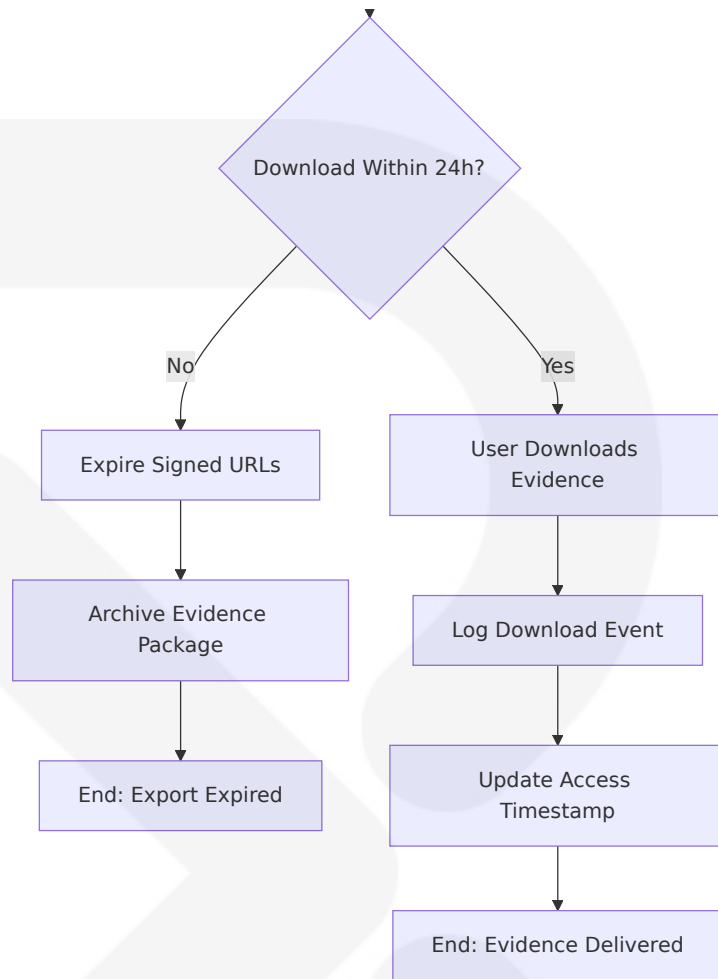 Download Within 24h?
No
Yes
Expire Signed URLs
User Downloads
Evidence
Archive Evidence
Package
Log Download Event
End: Export Expired
Update Access
Timestamp
End: Evidence Delivered